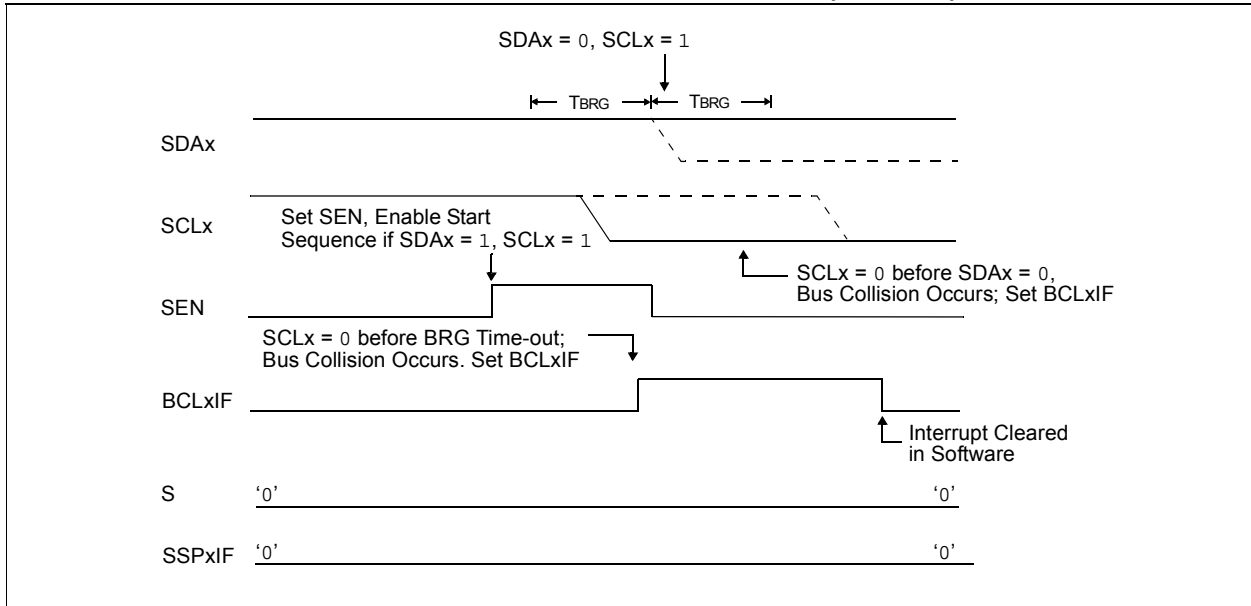 SDAx = 0, SCLx = 1
TBRG TBRG
SDAx
SCLx
Set SEN, Enable Start
Sequence if SDAx = 1, SCLx = 1
SCLx = 0 before SDAx = 0,
Bus Collision Occurs; Set BCLxIF
SEN
SCLx = 0 before BRG Time-out;
Bus Collision Occurs. Set BCLxIF
BCLxIF
Interrupt Cleared
in Software
S ‘0’ ‘0’
SSPxIF ‘0’ ‘0’